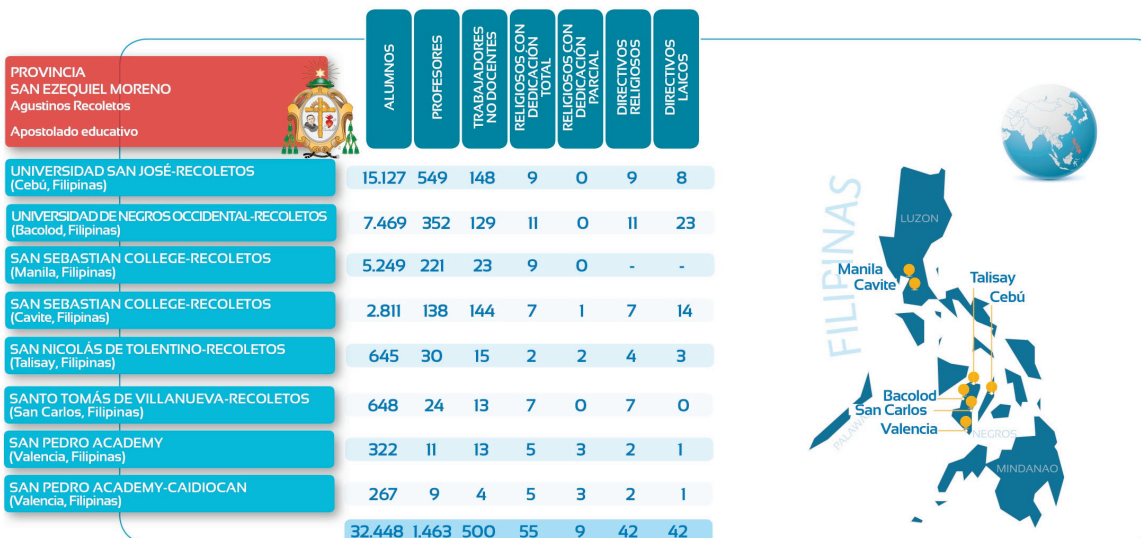 PROVINCIA
SAN EZEQUIEL MORENO
Agustinos Recoletos
Apostolado educativo
ALUMNOS
PROFESORES
TRABAJADORES
NO DOCENTES
RELIGIOSOS CON
DEDICACIÓN
TOTAL
RELIGIOSOS CON
DEDICACIÓN
PARCIAL
DIRECTIVOS
RELIGIOSOS
DIRECTIVOS
LAICOS
UNIVERSIDAD SAN JOSÉ-RECOLETOS
(Cebú, Filipinas)
15.127 549 148 9 0 9 8
UNIVERSIDAD DE NEGROS OCCIDENTAL-RECOLETOS
(Bacolod, Filipinas)
7.469 352 129 11 0 11 23
SAN SEBASTIAN COLLEGE-RECOLETOS
(Manila, Filipinas)
5.249 221 23 9 0 - -
SAN SEBASTIAN COLLEGE-RECOLETOS
(Cavite, Filipinas)
2.811 138 144 7 1 7 14
SAN NICOLÁS DE TOLENTINO-RECOLETOS
(Talisay, Filipinas)
645 30 15 2 2 4 3
SANTO TOMÁS DE VILLANUEVA-RECOLETOS
(San Carlos, Filipinas)
648 24 13 7 0 7 0
SAN PEDRO ACADEMY
(Valencia, Filipinas)
322 11 13 5 3 2 1
SAN PEDRO ACADEMY-CAIDIOCAN
(Valencia, Filipinas)
267 9 4 5 3 2 1
32.448 1.463 500 55 9 42 42
FILIPINAS
LUZON
Manila
Cavite
Talisay
Cebú
Bacolod
San Carlos
Valencia
NEGROS
PALAWAN
MINDANAO